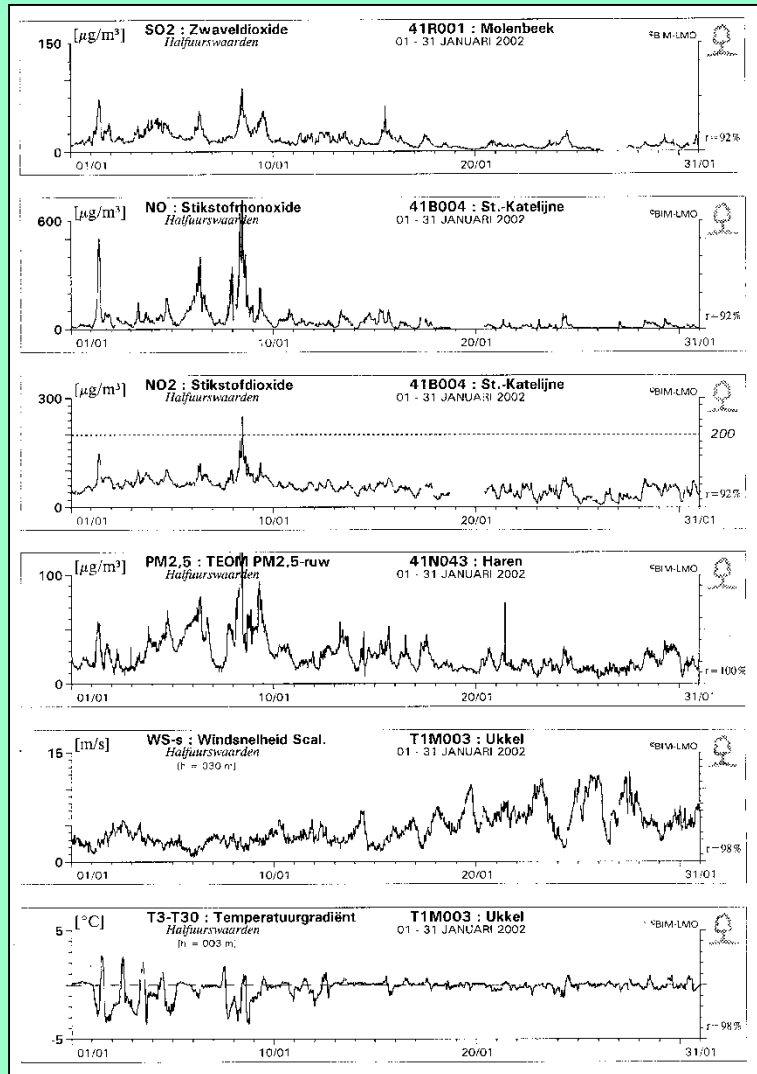 [µg/m³] SO2 : Zwaveldioxide 41R001 : Molenbeek ©BIM-LMO
Halfuurswaarden 01 - 31 JANUARI 2002
150
0
r=92%
01/01 10/01 20/01 31/01
[µg/m³] NO : Stikstofmonoxide 41B004 : St.-Katelijne ©BIM-LMO
Halfuurswaarden 01 - 31 JANUARI 2002
600
0
r=92%
01/01 10/01 20/01 31/01
[µg/m³] NO2 : Stikstofdioxide 41B004 : St.-Katelijne ©BIM-LMO
Halfuurswaarden 01 - 31 JANUARI 2002
300
200
0
r=92%
01/01 10/01 20/01 31/01
[µg/m³] PM2,5 : TEOM PM2.5-ruw 41N043 : Haren ©BIM-LMO
Halfuurswaarden 01 - 31 JANUARI 2002
100
0
r=100%
01/01 10/01 20/01 31/01
[m/s] WS-s : Windsnelheid Scal. T1M003 : Ukkel ©BIM-LMO
Halfuurswaarden 01 - 31 JANUARI 2002
[h = 030 m]
15
0
r=98%
01/01 10/01 20/01 31/01
[°C] T3-T30 : Temperatuurgradiënt T1M003 : Ukkel ©BIM-LMO
Halfuurswaarden 01 - 31 JANUARI 2002
[h = 003 m]
5
-5
r=98%
01/01 10/01 20/01 31/01